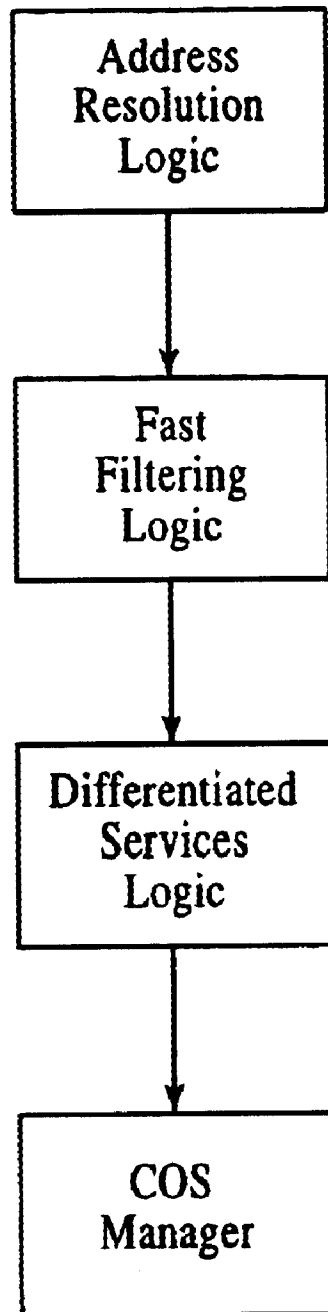 Address
Resolution
Logic
Fast
Filtering
Logic
Differentiated
Services
Logic
COS
Manager